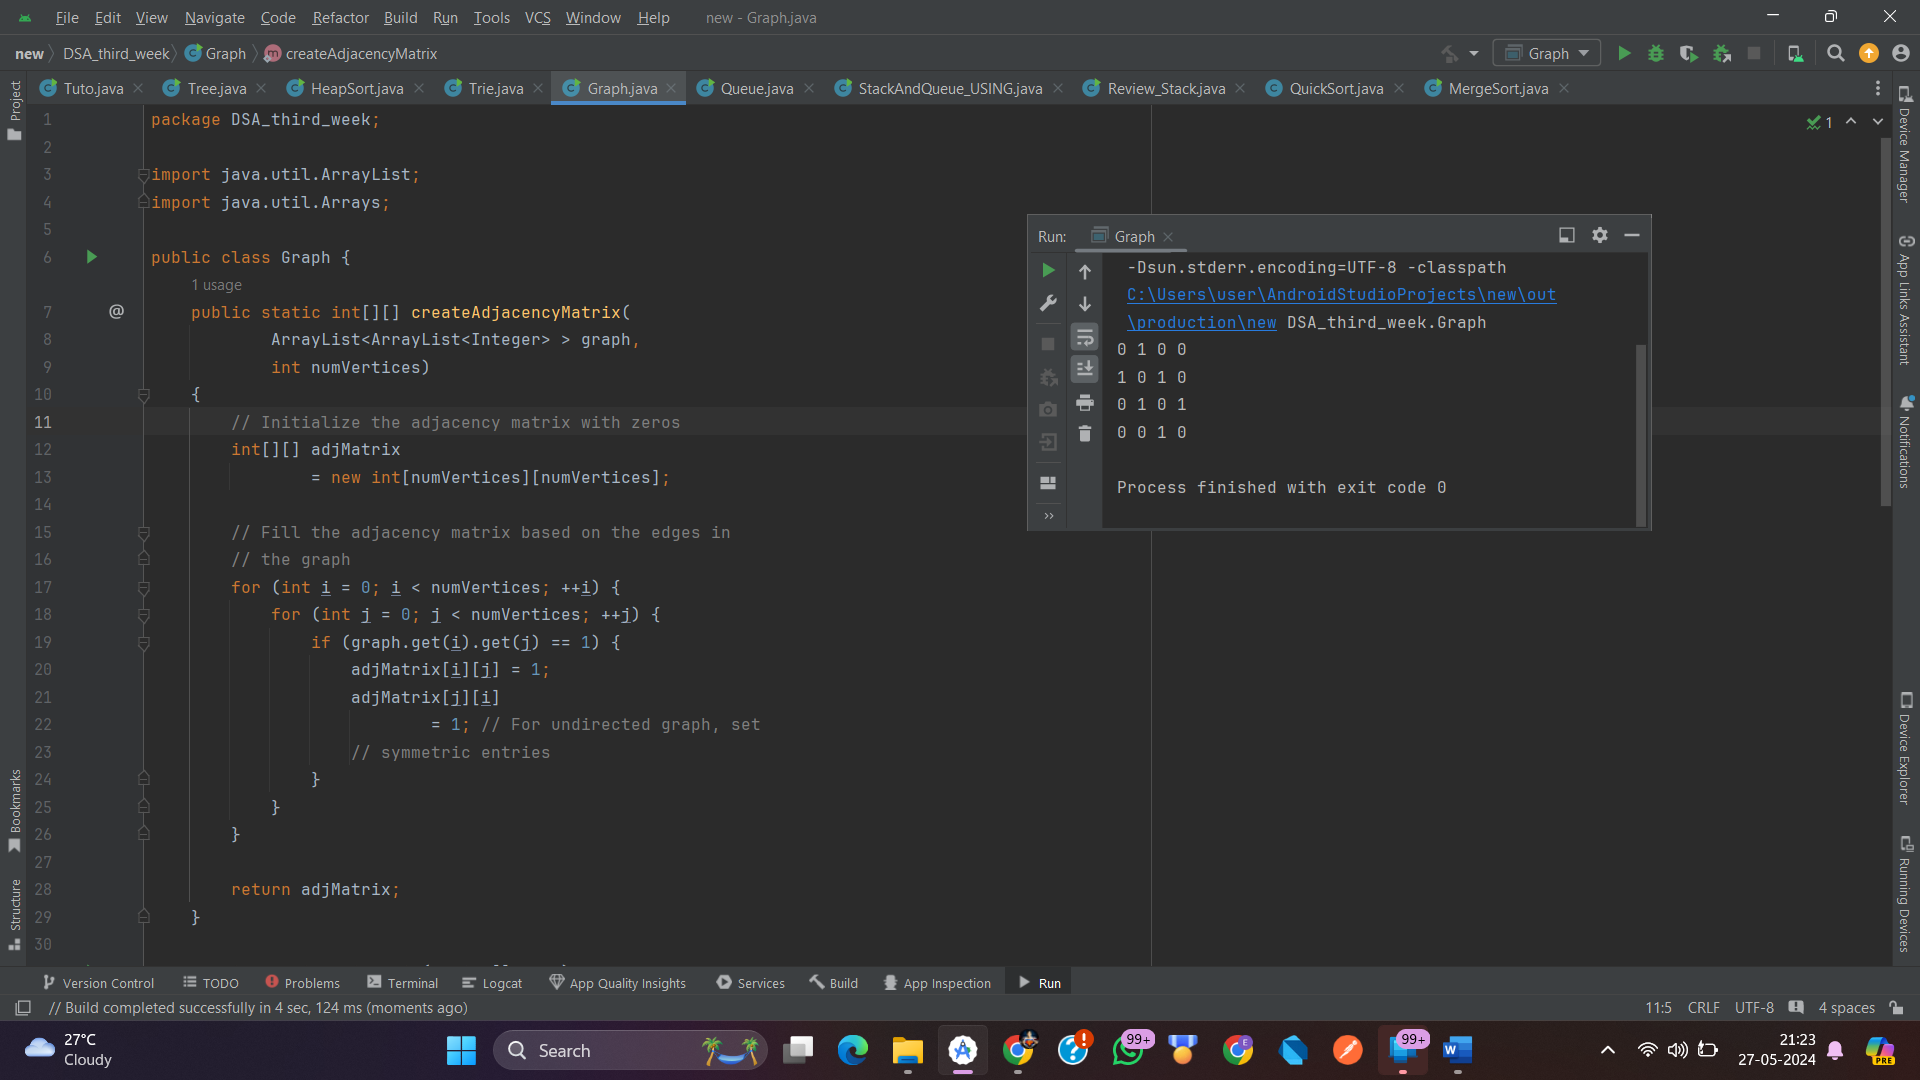 File Edit View Navigate Code Refactor Build Run Tools VCS Window Help new - Graph.java
new DSA_third_week Graph createAdjacencyMatrix Graph
Tuto.java Tree.java HeapSort.java Trie.java Graph.java Queue.java StackAndQueue_USING.java Review_Stack.java QuickSort.java MergeSort.java
Project
Bookmarks
Structure
1 package DSA_third_week;
2
3 import java.util.ArrayList;
4 import java.util.Arrays;
5
6 public class Graph {
1 usage
7 @ public static int[][] createAdjacencyMatrix(
8 ArrayList<ArrayList<Integer> > graph,
9 int numVertices)
10 {
11 // Initialize the adjacency matrix with zeros
12 int[][] adjMatrix
13 = new int[numVertices][numVertices];
14
15 // Fill the adjacency matrix based on the edges in
16 // the graph
17 for (int i = 0; i < numVertices; ++i) {
18 for (int j = 0; j < numVertices; ++j) {
19 if (graph.get(i).get(j) == 1) {
20 adjMatrix[i][j] = 1;
21 adjMatrix[j][i]
22 = 1; // For undirected graph, set
23 // symmetric entries
24 }
25 }
26 }
27
28 return adjMatrix;
29 }
30
1
Run: Graph
-Dsun.stderr.encoding=UTF-8 -classpath
C:\Users\user\AndroidStudioProjects\new\out
\production\new DSA_third_week.Graph
0 1 0 0
1 0 1 0
0 1 0 1
0 0 1 0
Process finished with exit code 0
Device Manager
App Links Assistant
Notifications
Device Explorer
Running Devices
Version Control TODO Problems Terminal Logcat App Quality Insights Services Build App Inspection Run
// Build completed successfully in 4 sec, 124 ms (moments ago) 11:5 CRLF UTF-8 4 spaces
27°C
Cloudy
Search
99+
E
99+
W
21:23
27-05-2024
PRE